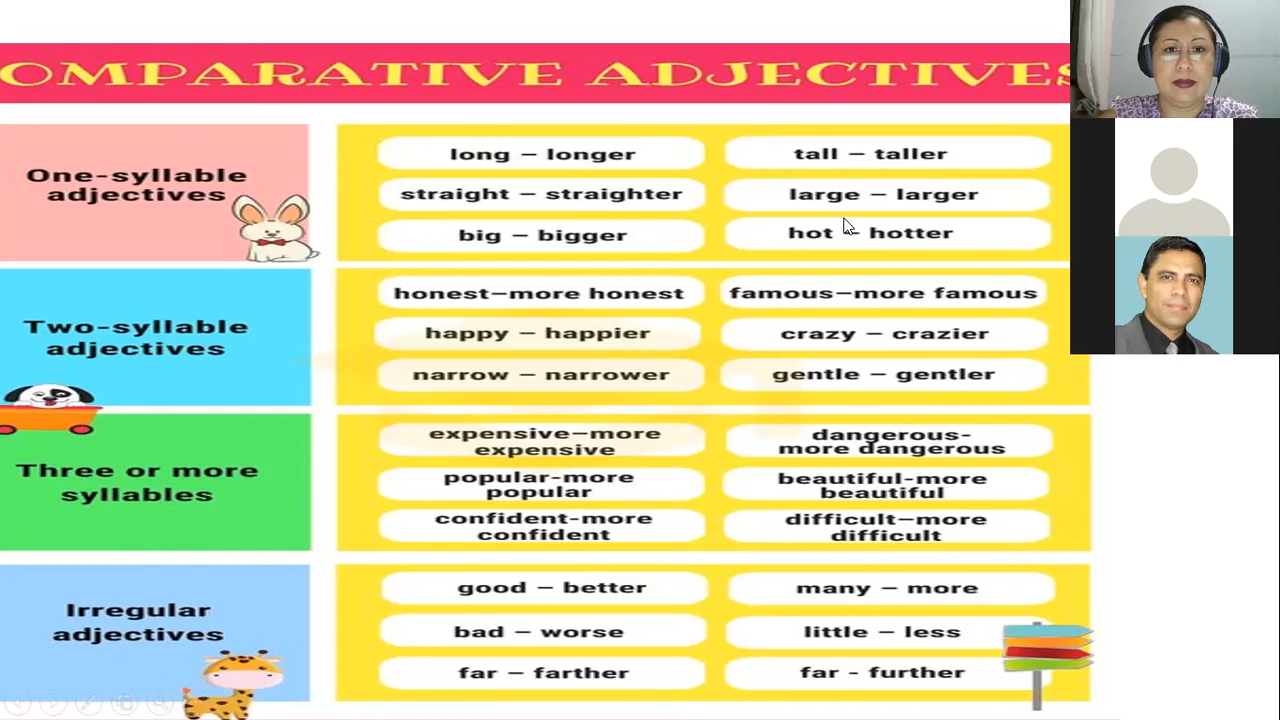 OMPARATIVE ADJECTIVES
One-syllable
adjectives
long – longer
tall – taller
straight – straighter
large – larger
big – bigger
hot – hotter
Two-syllable
adjectives
honest–more honest
famous–more famous
happy – happier
crazy – crazier
narrow – narrower
gentle – gentler
Three or more
syllables
expensive–more
expensive
dangerous-
more dangerous
popular-more
popular
beautiful-more
beautiful
confident-more
confident
difficult–more
difficult
Irregular
adjectives
good – better
many – more
bad – worse
little – less
far – farther
far - further